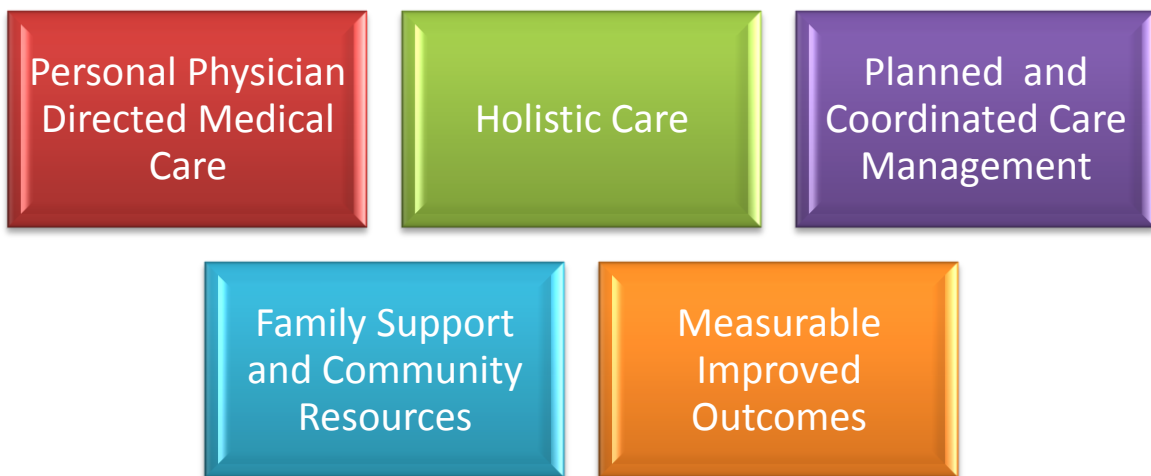 Personal Physician
Directed Medical
Care
Holistic Care
Planned and
Coordinated Care
Management
Family Support
and Community
Resources
Measurable
Improved
Outcomes